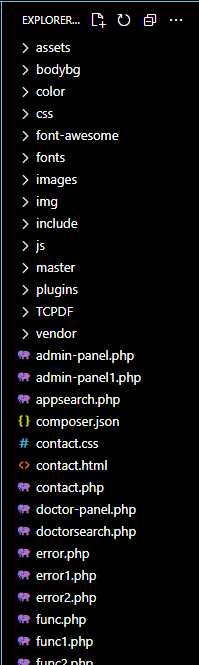 EXPLORER...
assets
bodybg
color
css
font-awesome
fonts
images
img
include
js
master
plugins
TCPDF
vendor
admin-panel.php
admin-panel1.php
appsearch.php
composer.json
contact.css
contact.html
contact.php
doctor-panel.php
doctorsearch.php
error.php
error1.php
error2.php
func.php
func1.php
func2.php